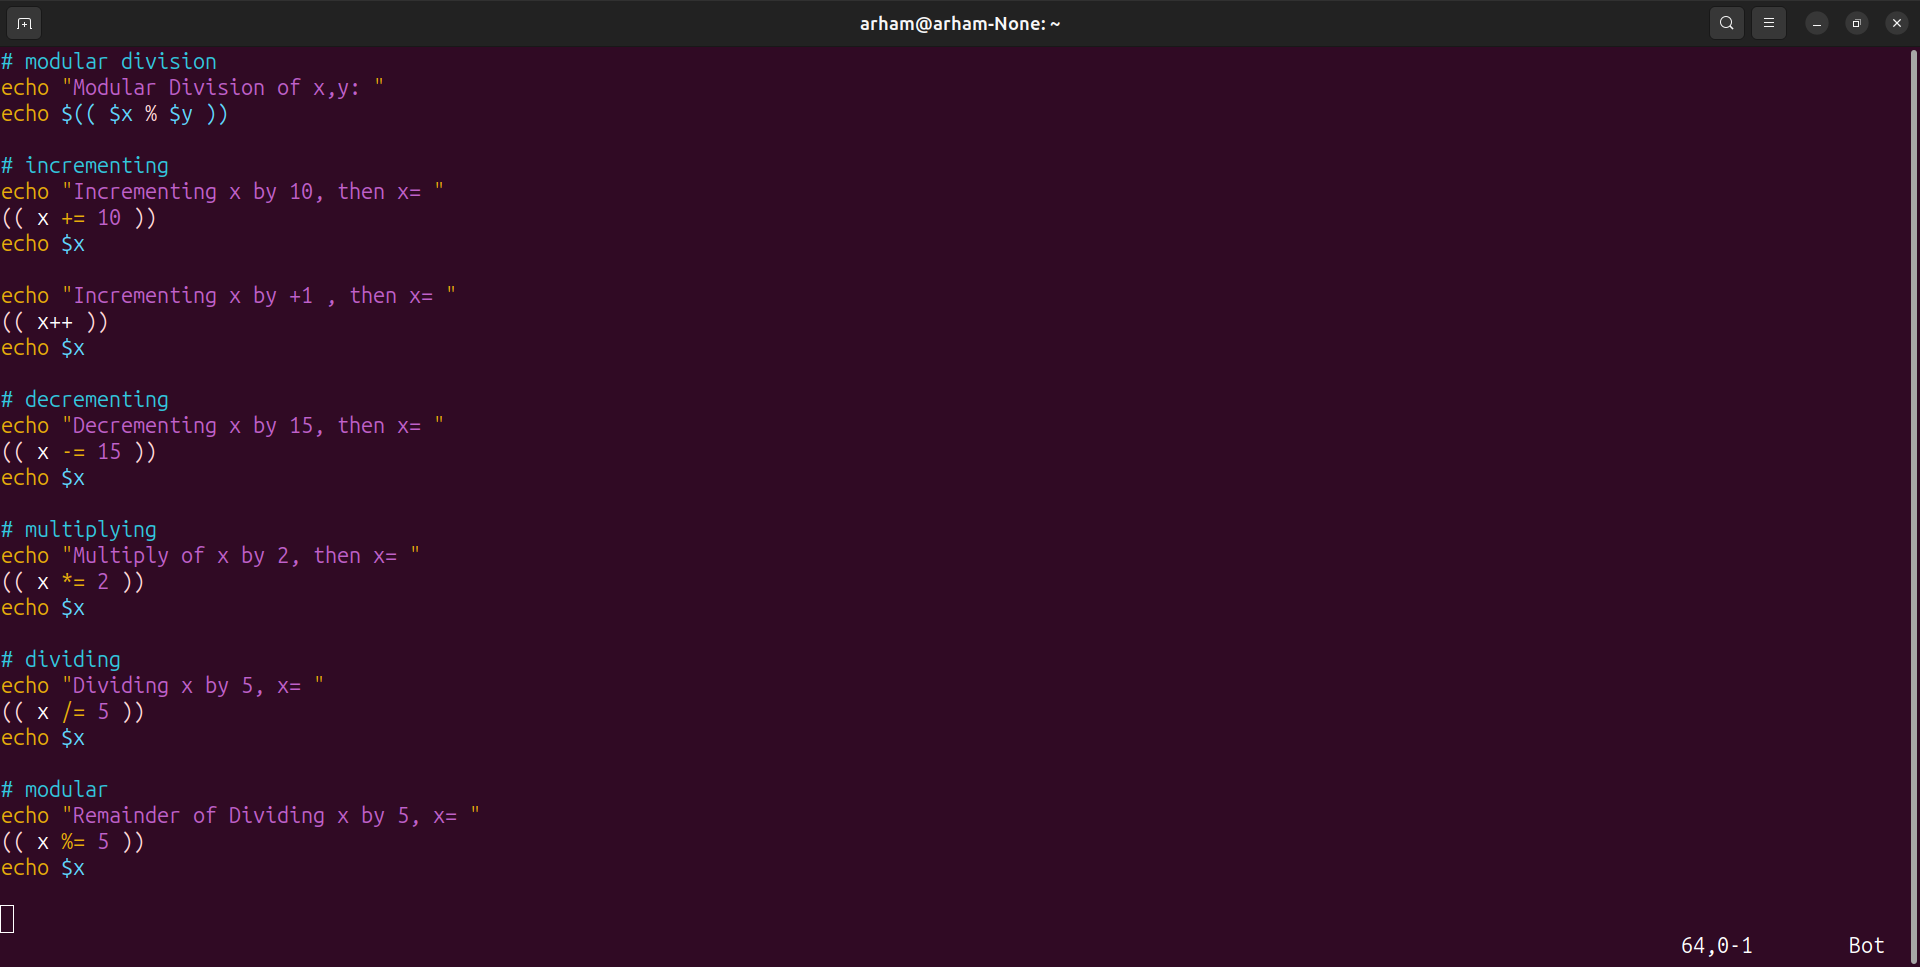 arham@arham-None: ~
# modular division
echo "Modular Division of x,y: "
echo $(( $x % $y ))
# incrementing
echo "Incrementing x by 10, then x= "
(( x += 10 ))
echo $x
echo "Incrementing x by +1 , then x= "
(( x++ ))
echo $x
# decrementing
echo "Decrementing x by 15, then x= "
(( x -= 15 ))
echo $x
# multiplying
echo "Multiply of x by 2, then x= "
(( x *= 2 ))
echo $x
# dividing
echo "Dividing x by 5, x= "
(( x /= 5 ))
echo $x
# modular
echo "Remainder of Dividing x by 5, x= "
(( x %= 5 ))
echo $x
64,0-1 Bot